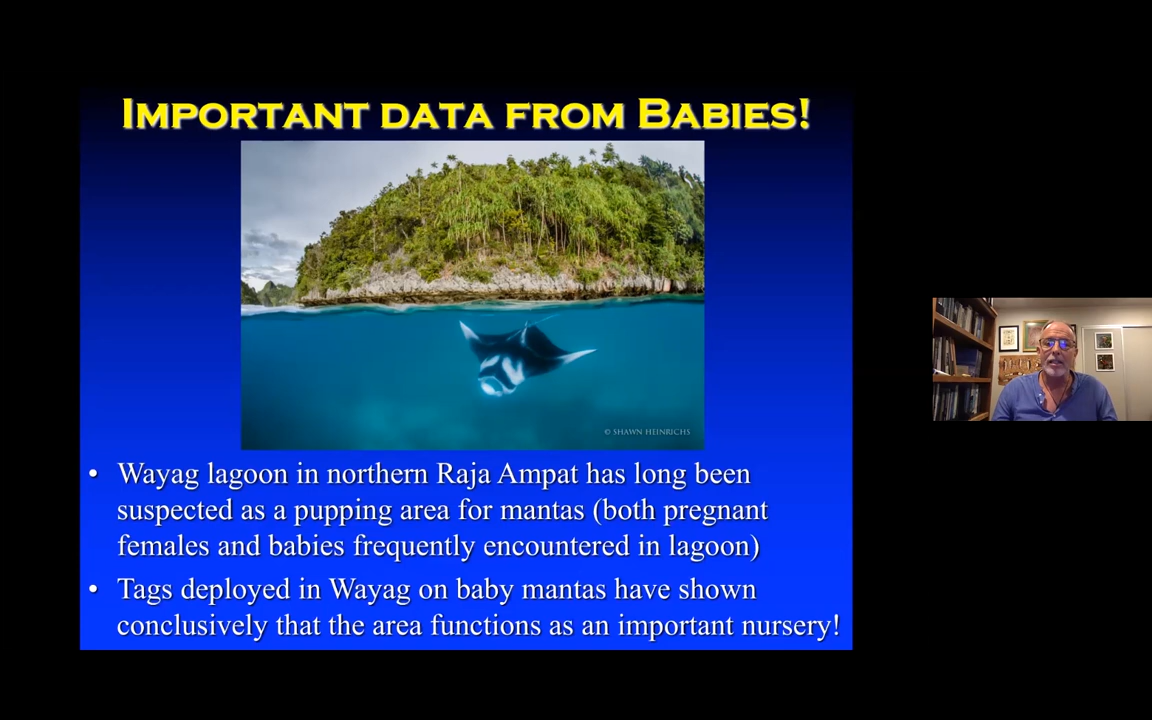 IMPORTANT DATA FROM BABIES!
© SHAWN HEINRICHS
• Wayag lagoon in northern Raja Ampat has long been
suspected as a pupping area for mantas (both pregnant
females and babies frequently encountered in lagoon)
• Tags deployed in Wayag on baby mantas have shown
conclusively that the area functions as an important nursery!